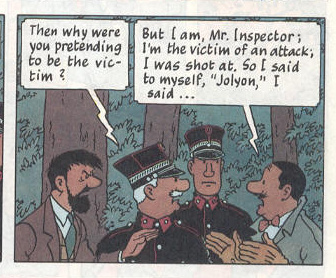 Then why were
you pretending
to be the vic-
tim ?
But I am, Mr. Inspector;
I'm the victim of an attack;
I was shot at. So I said
to myself, "Jolyon," I
said ...